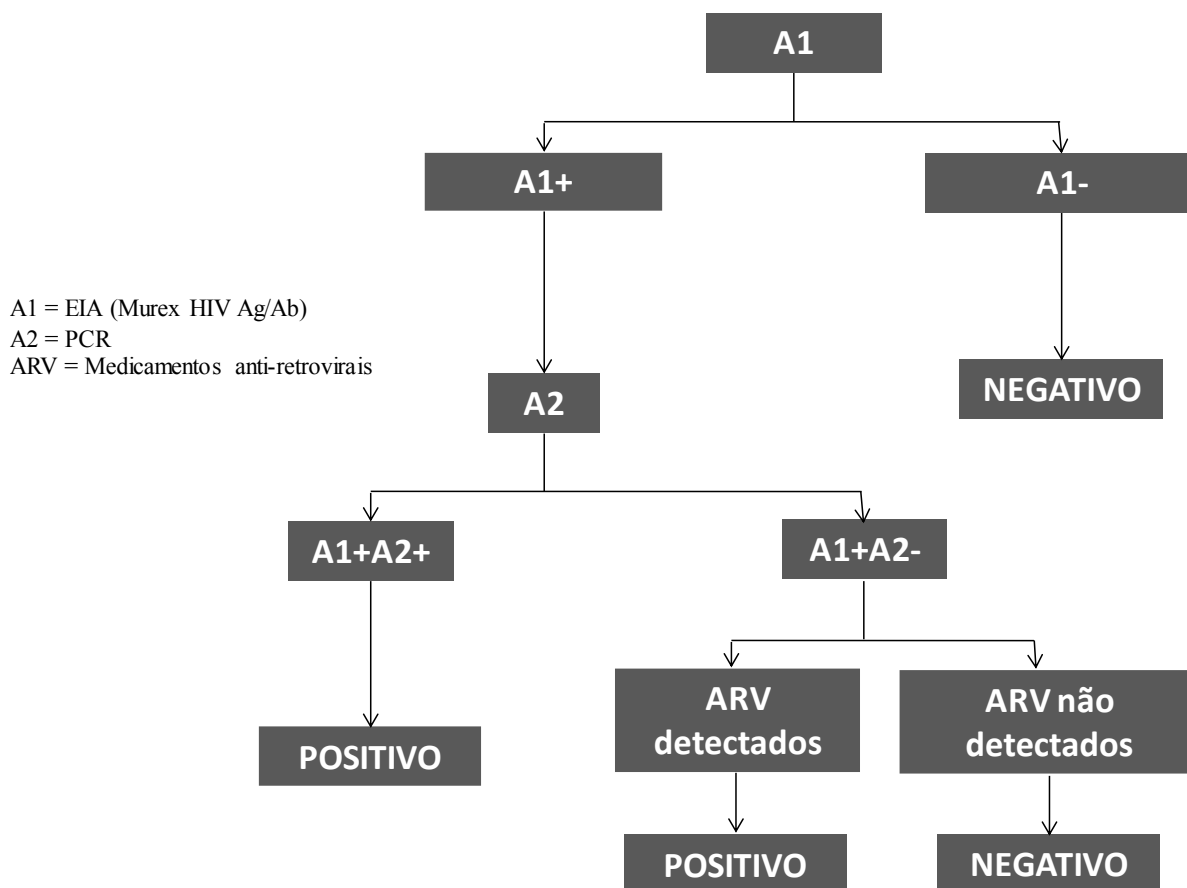 A1
A1+
A1-
A1 = EIA (Murex HIV Ag/Ab)
A2 = PCR
ARV = Medicamentos anti-retrovirais
A2
NEGATIVO
A1+A2+
A1+A2-
ARV
detectados
ARV não
detectados
POSITIVO
POSITIVO
NEGATIVO